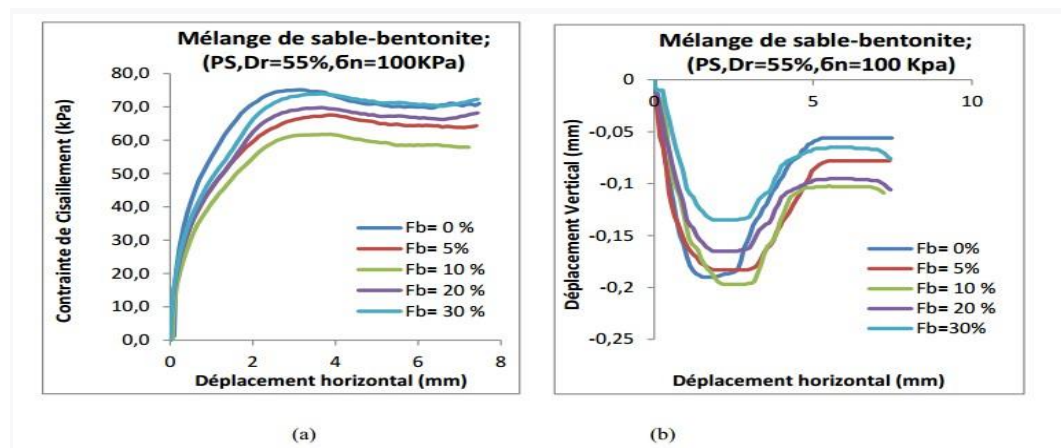 Mélange de sable-bentonite;
(PS,Dr=55%,бn=100KPa)
80,0
70,0
60,0
50,0
40,0
30,0
20,0
10,0
0,0
Contrainte de Cisaillement (kPa)
Fb= 0 %
Fb= 5%
Fb= 10 %
Fb= 20 %
Fb= 30 %
0
2
4
6
8
Déplacement horizontal (mm)
(a)
Mélange de sable-bentonite;
(PS,Dr=55%,бn=100 Kpa)
0
-0,05
-0,1
-0,15
-0,2
-0,25
0
5
10
Déplacement Vertical (mm)
Fb= 0%
Fb= 5%
Fb= 10 %
Fb= 20 %
Fb=30%
Déplacement horizontal (mm)
(b)